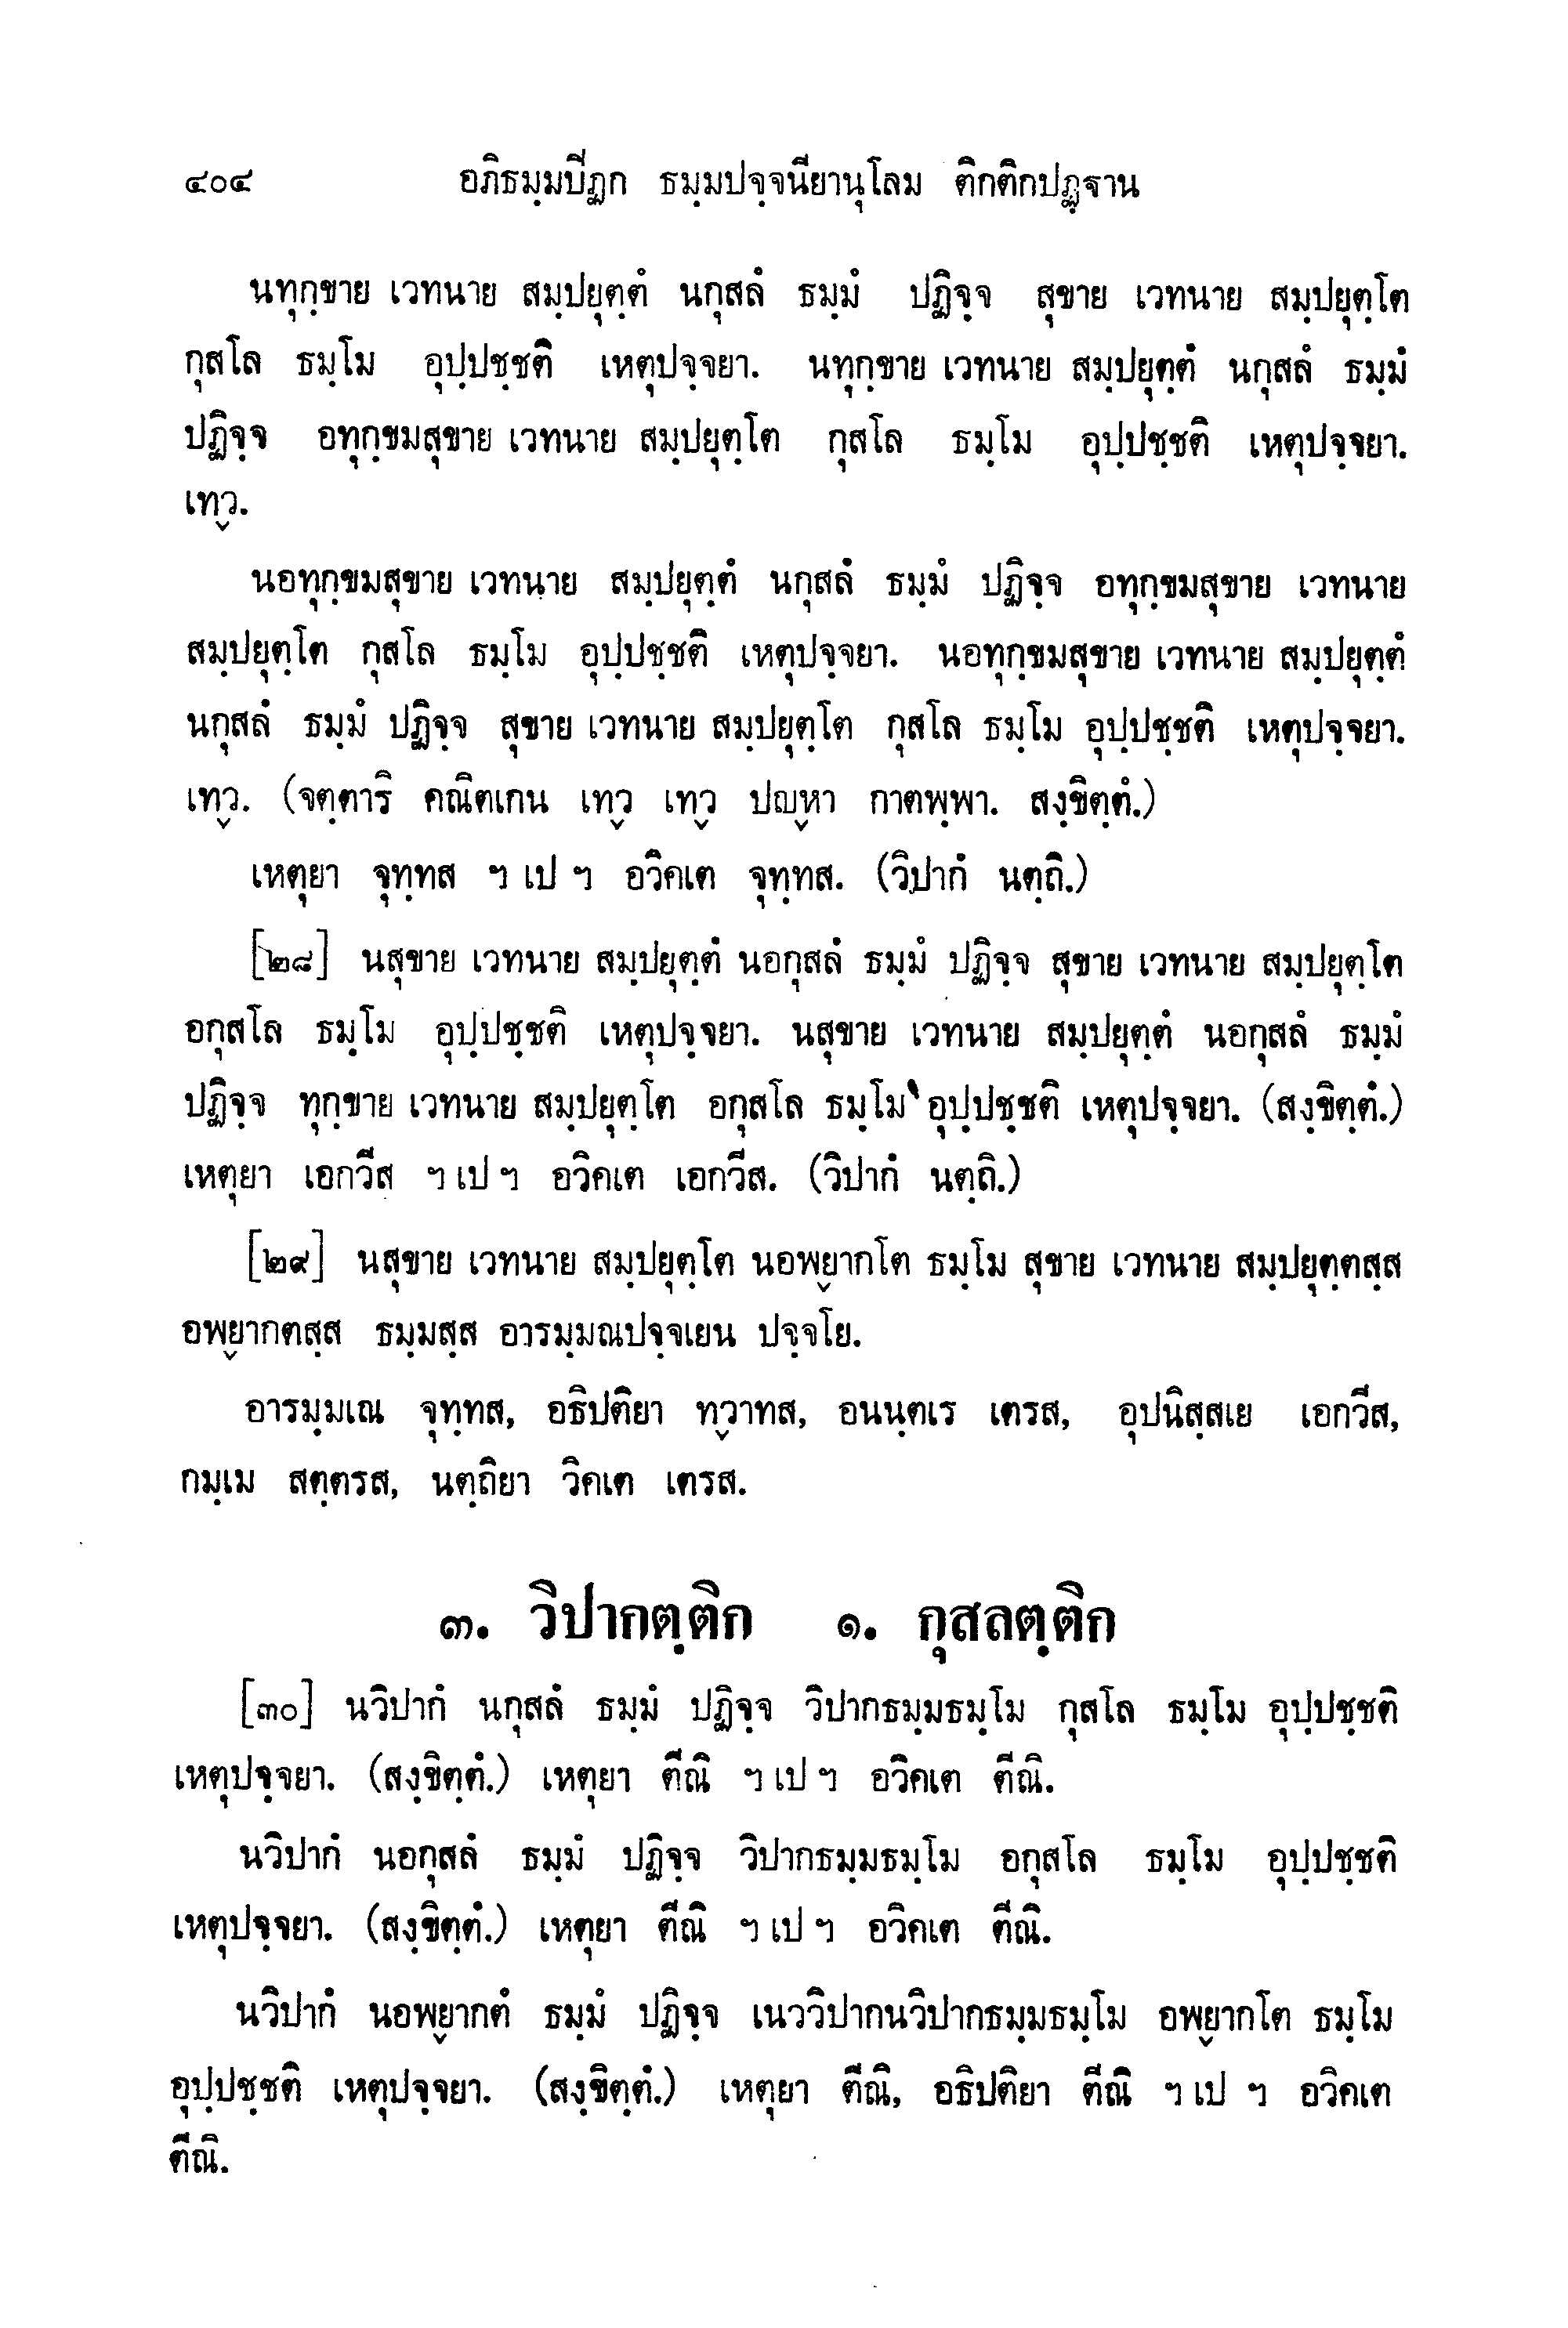 ๔๐๔ อภิธมฺมปีฏก ธมฺมปจฺจนียานุโลม ติกติกปฏฺฐาน
นทุกฺขาย เวทนาย สมฺปยุตฺตํ นกุสลํ ธมฺมํ ปฏิจฺจ สุขาย เวทนาย สมฺปยุตฺโต
กุสโล ธมฺโม อุปฺปชฺชติ เหตุปจฺจยา. นทุกฺขาย เวทนาย สมฺปยุตฺตํ นกุสลํ ธมฺมํ
ปฏิจฺจ อทุกฺขมสุขาย เวทนาย สมฺปยุตฺโต กุสโล ธมฺโม อุปฺปชฺชติ เหตุปจฺจยา.
เทฺว.
นอทุกฺขมสุขาย เวทนาย สมฺปยุตฺตํ นกุสลํ ธมฺมํ ปฏิจฺจ อทุกฺขมสุขาย เวทนาย
สมฺปยุตฺโต กุสโล ธมฺโม อุปฺปชฺชติ เหตุปจฺจยา. นอทุกฺขมสุขาย เวทนาย สมฺปยุตฺตํ
นกุสลํ ธมฺมํ ปฏิจฺจ สุขาย เวทนาย สมฺปยุตฺโต กุสโล ธมฺโม อุปฺปชฺชติ เหตุปจฺจยา.
เทฺว. (จตฺตาริ คณิตเกน เทฺว เทฺว ปญฺหา กาตพฺพา. สงฺขิตฺตํ.)
เหตุยา จุทฺทส ฯ เป ฯ อวิคเต จุทฺทส. (วิปากํ นตฺถิ.)
[๒๘] นสุขาย เวทนาย สมฺปยุตฺตํ นอกุสลํ ธมฺมํ ปฏิจฺจ สุขาย เวทนาย สมฺปยุตฺโต
อกุสโล ธมฺโม อุปฺปชฺชติ เหตุปจฺจยา. นสุขาย เวทนาย สมฺปยุตฺตํ นอกุสลํ ธมฺมํ
ปฏิจฺจ ทุกฺขาย เวทนาย สมฺปยุตฺโต อกุสโล ธมฺโม อุปฺปชฺชติ เหตุปจฺจยา. (สงฺขิตฺตํ.)
เหตุยา เอกวีส ฯ เป ฯ อวิคเต เอกวีส. (วิปากํ นตฺถิ.)
[๒๙] นสุขาย เวทนาย สมฺปยุตฺโต นอพฺยากโต ธมฺโม สุขาย เวทนาย สมฺปยุตฺตสฺส
อพฺยากตสฺส ธมฺมสฺส อารมฺมณปจฺจเยน ปจฺจโย.
อารมฺมเณ จุทฺทส, อธิปติยา ทฺวาทส, อนนฺตเร เตรส, อุปนิสฺสเย เอกวีส,
กมฺเม สตฺตรส, นตฺถิยา วิคเต เตรส.
๓. วิปากตฺติก ๑. กุสลตฺติก
[๓๐] นวิปากํ นกุสลํ ธมฺมํ ปฏิจฺจ วิปากธมฺมธมฺโม กุสโล ธมฺโม อุปฺปชฺชติ
เหตุปจฺจยา. (สงฺขิตฺตํ.) เหตุยา ตีณิ ฯ เป ฯ อวิคเต ตีณิ.
นวิปากํ นอกุสลํ ธมฺมํ ปฏิจฺจ วิปากธมฺมธมฺโม อกุสโล ธมฺโม อุปฺปชฺชติ
เหตุปจฺจยา. (สงฺขิตฺตํ.) เหตุยา ตีณิ ฯ เป ฯ อวิคเต ตีณิ.
นวิปากํ นอพฺยากตํ ธมฺมํ ปฏิจฺจ เนววิปากนวิปากธมฺมธมฺโม อพฺยากโต ธมฺโม
อุปฺปชฺชติ เหตุปจฺจยา. (สงฺขิตฺตํ.) เหตุยา ตีณิ, อธิปติยา ตีณิ ฯ เป ฯ อวิคเต
ตีณิ.